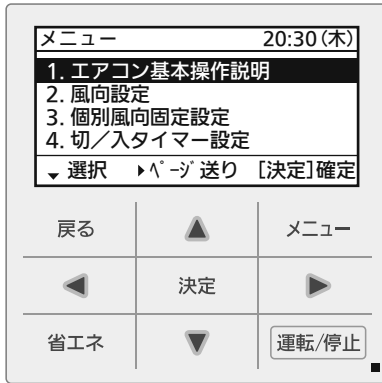 メニュー 20:30(木)
1. エアコン基本操作説明
2. 風向設定
3. 個別風向固定設定
4. 切／入タイマー設定
選択 ページ送り [決定]確定
戻る メニュー
決定
省エネ 運転/停止